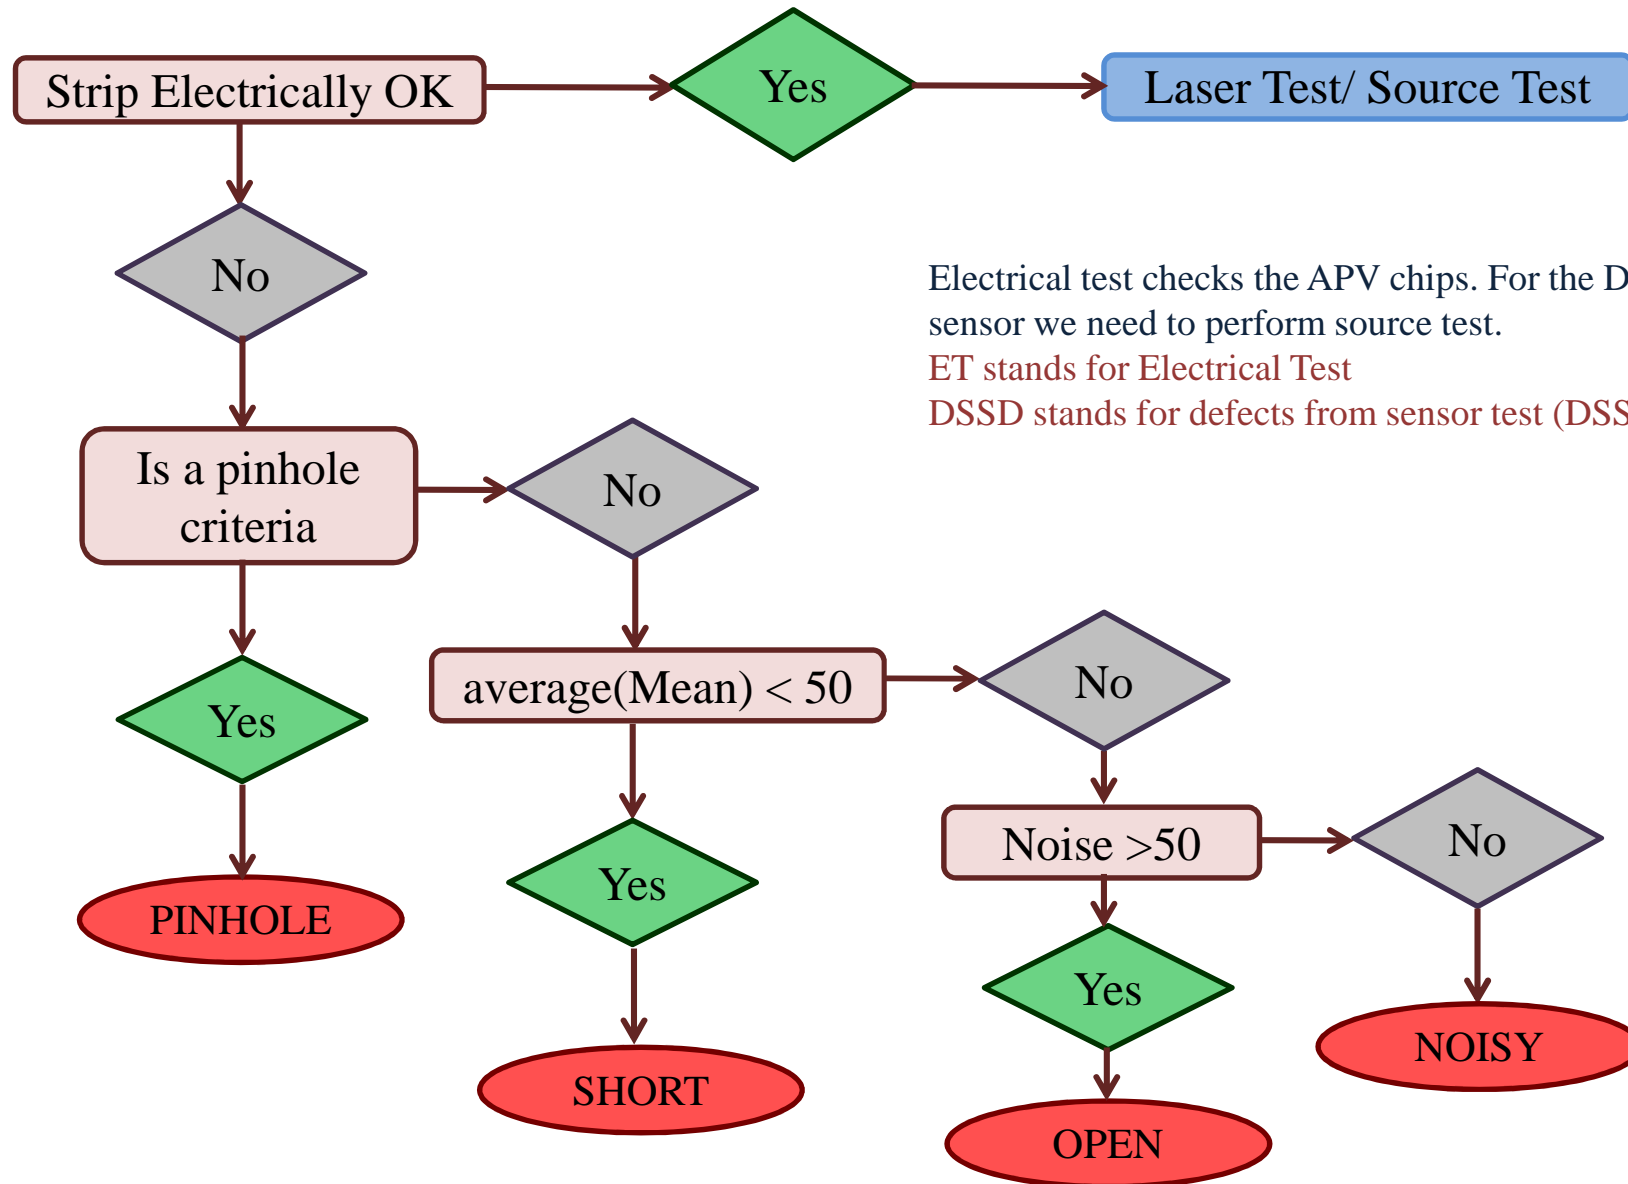 Strip Electrically OK
Yes
Laser Test/ Source Test
No
Electrical test checks the APV chips. For the
sensor we need to perform source test.
ET stands for Electrical Test
DSSD stands for defects from sensor test
Is a pinhole
criteria
No
average(Mean) < 50
No
Yes
Noise >50
No
Yes
Yes
PINHOLE
SHORT
OPEN
NOISY